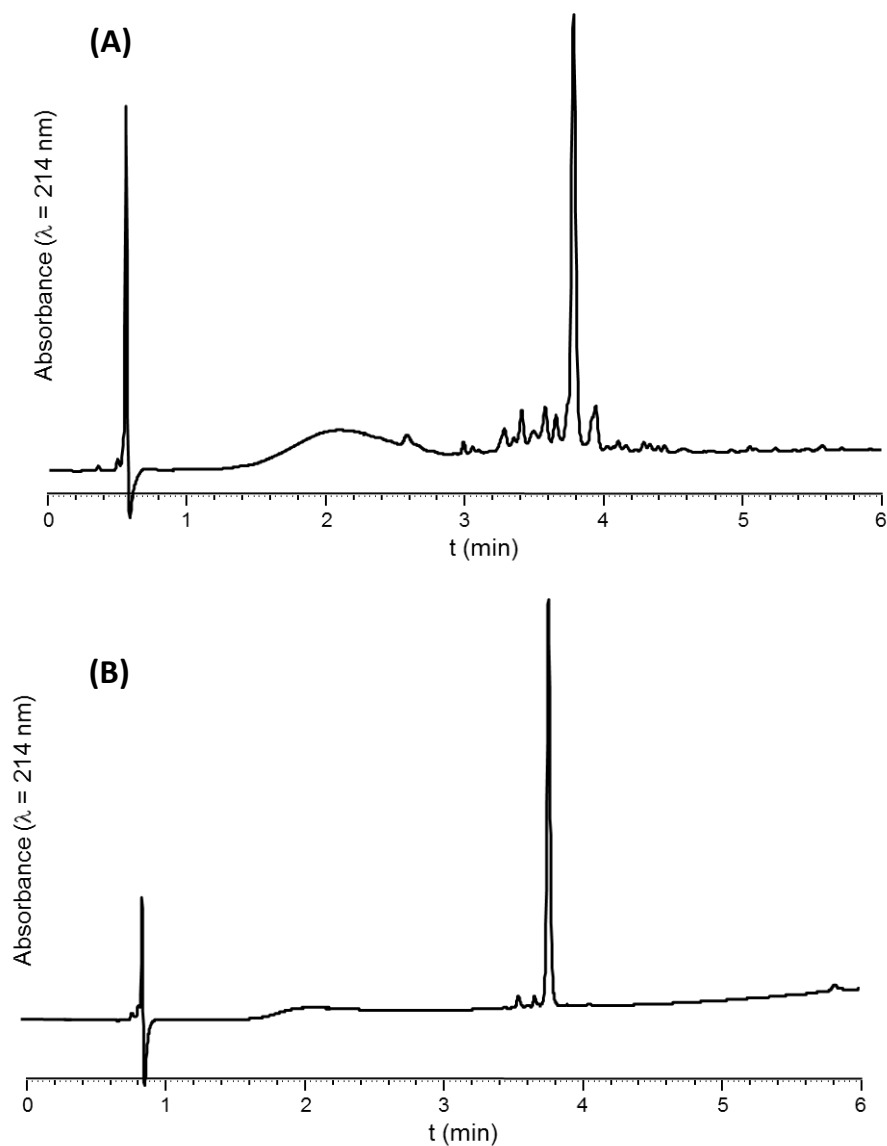 (A)
Absorbance (λ = 214 nm)
0 1 2 3 4 5 6
t (min)
(B)
Absorbance (λ = 214 nm)
0 1 2 3 4 5 6
t (min)